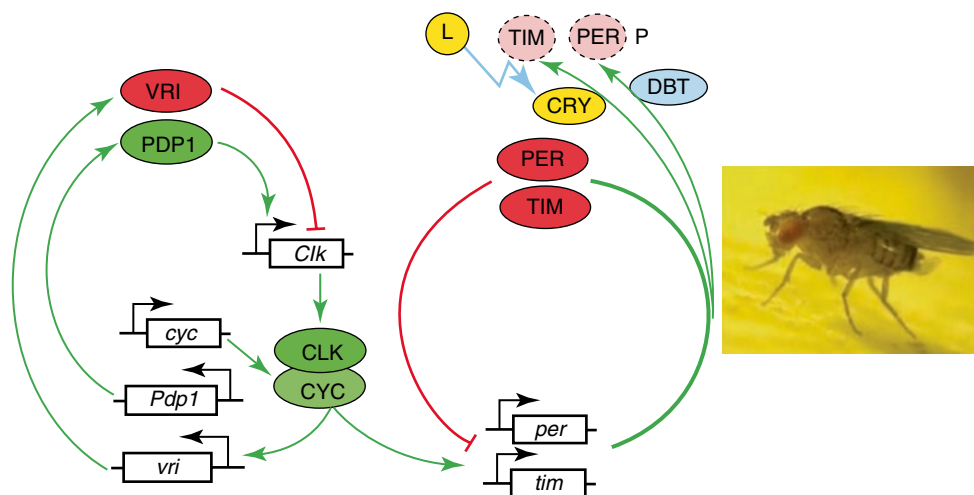 L
TIM
PER P
VRI
DBT
CRY
PDP1
PER
TIM
Clk
cyc
CLK
CYC
Pdp1
per
vri
tim